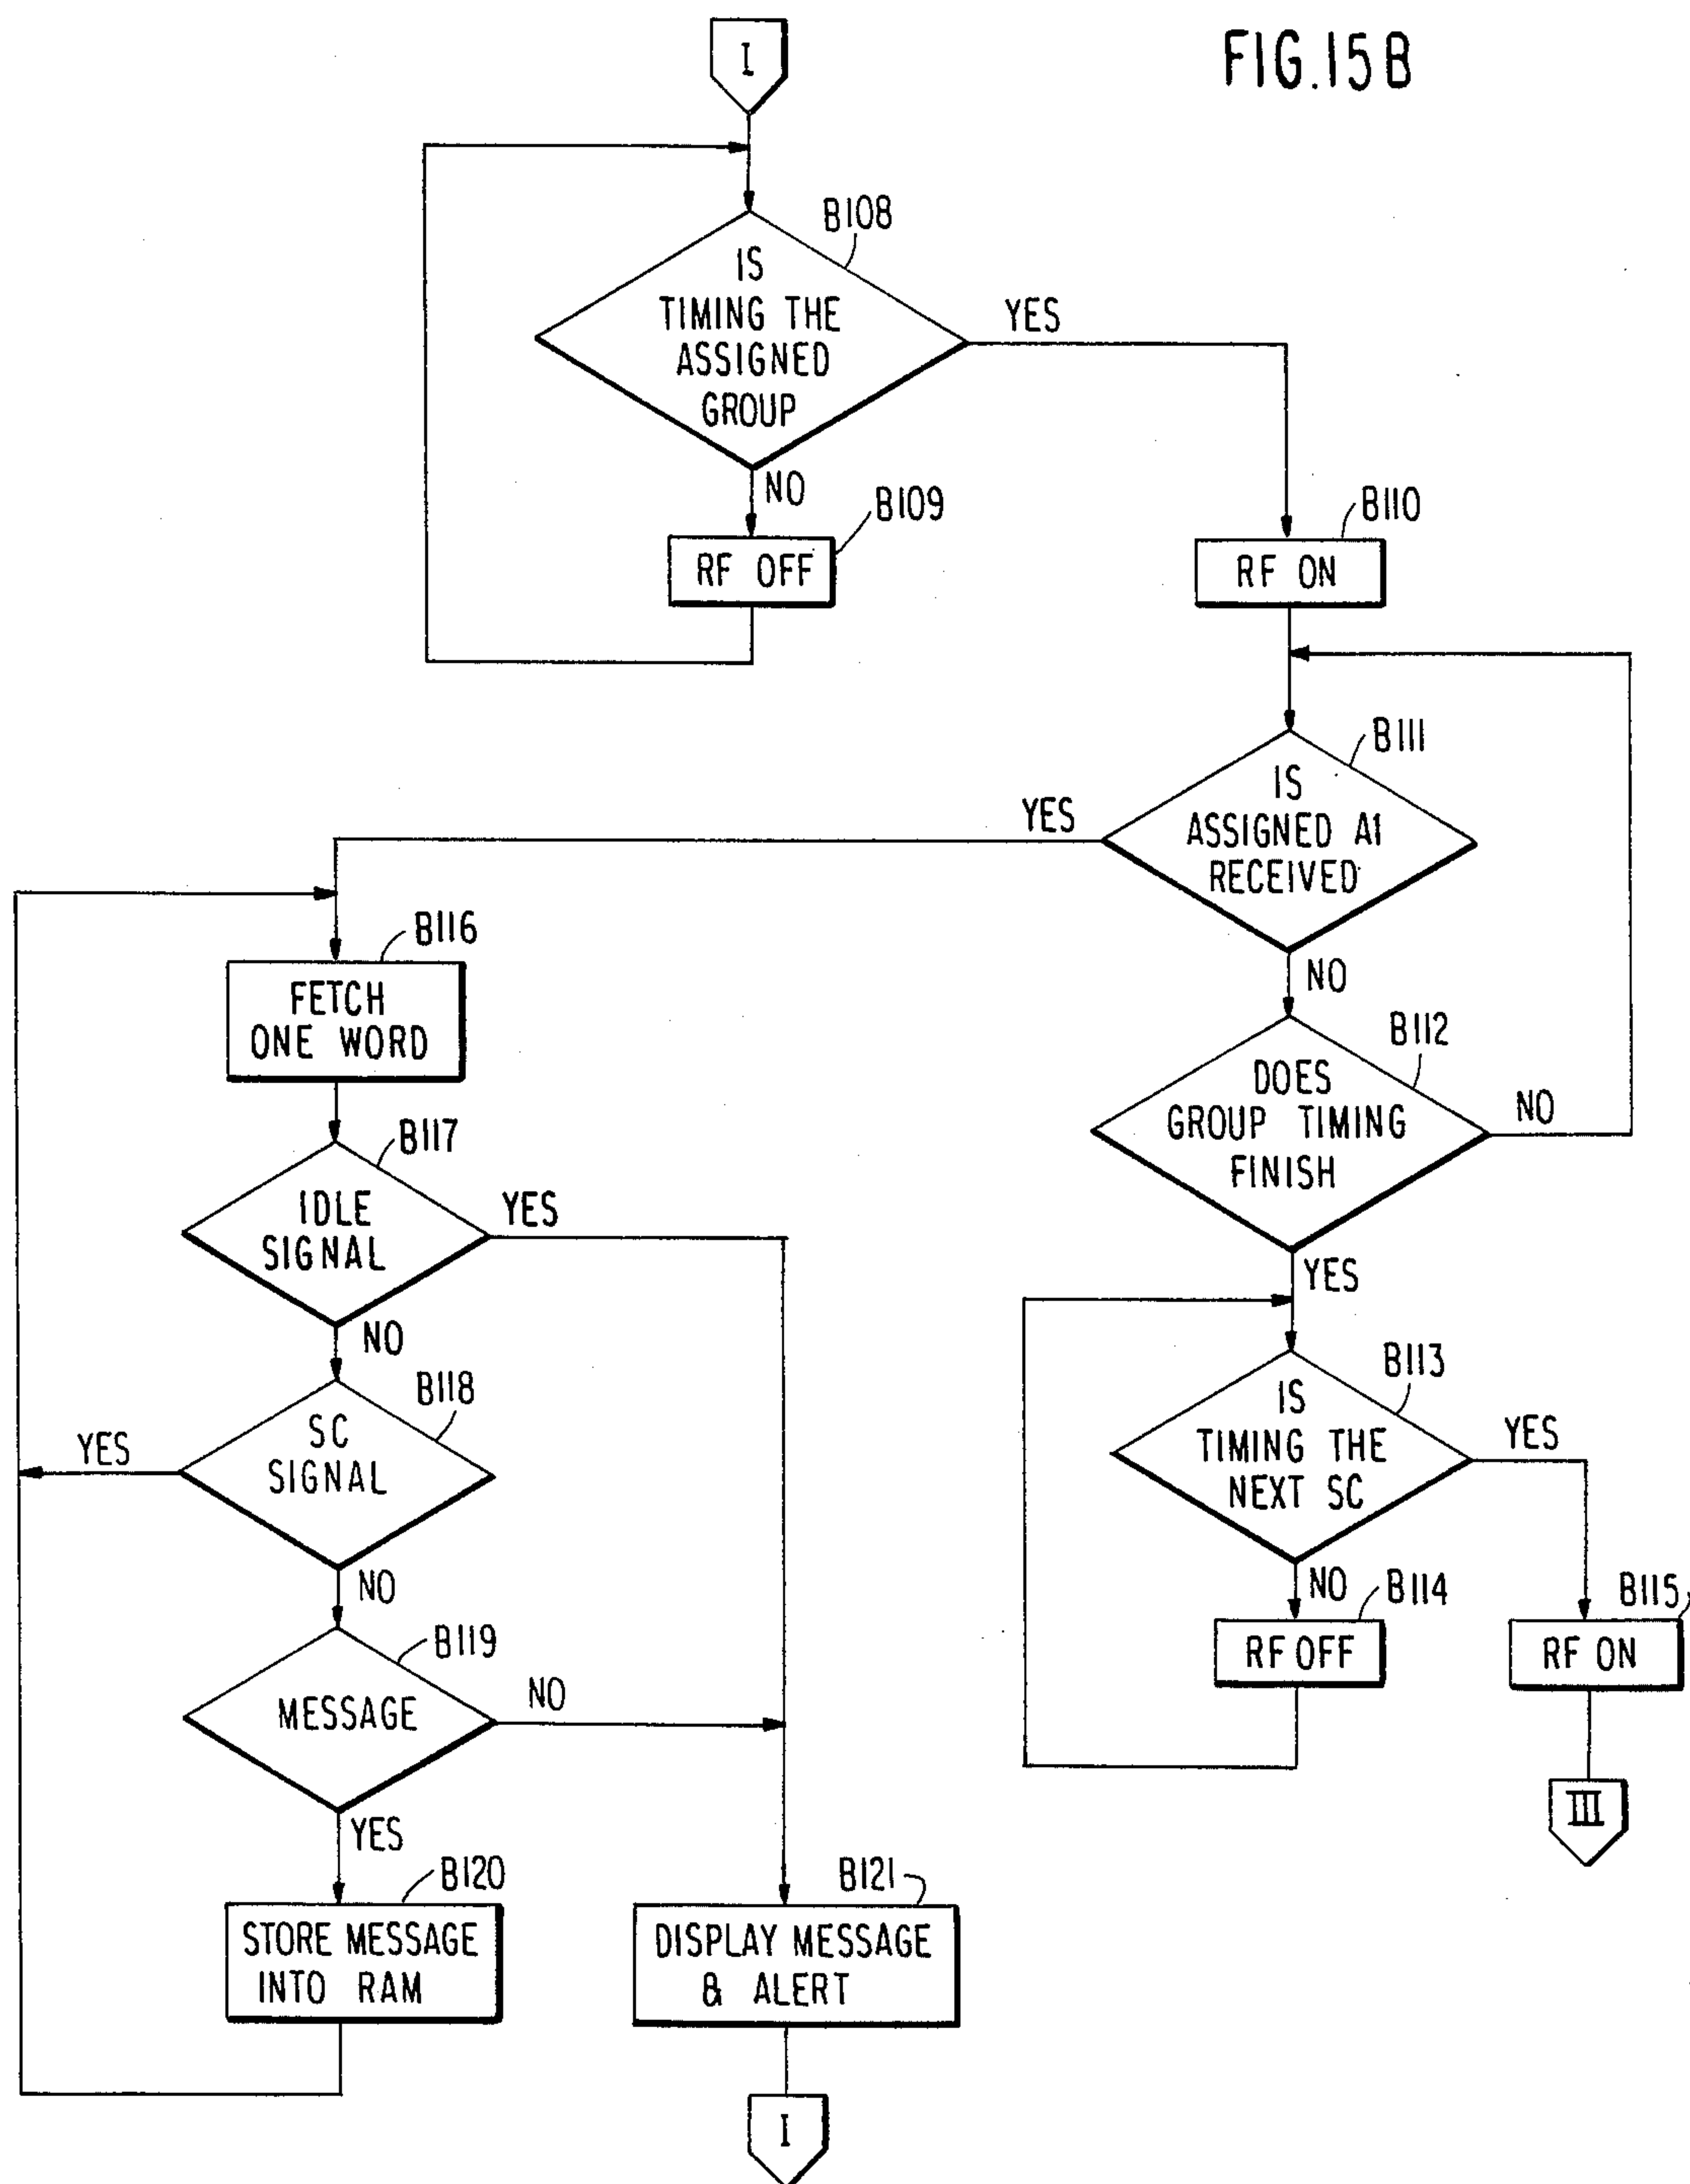 FIG.15B
I
B108
IS
TIMING THE
ASSIGNED
GROUP
YES
NO
B109
RF OFF
B110
RF ON
B111
IS
ASSIGNED A1
RECEIVED
YES
NO
B112
DOES
GROUP TIMING
FINISH
NO
YES
B113
IS
TIMING THE
NEXT SC
YES
NO
B114
RF OFF
B115
RF ON
III
B116
FETCH
ONE WORD
B117
IDLE
SIGNAL
YES
NO
B118
SC
SIGNAL
YES
NO
B119
MESSAGE
NO
YES
B120
STORE MESSAGE
INTO RAM
B121
DISPLAY MESSAGE
& ALERT
I